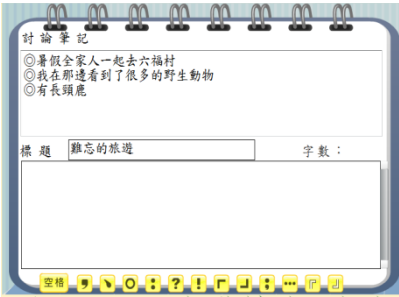 討論筆記
◎暑假全家人一起去六福村
◎我在那邊看到了很多的野生動物
◎有長頸鹿
標題 難忘的旅遊 字數：
空格 ， 、 。 ： ？ ！ 「 」 ； … 『 』